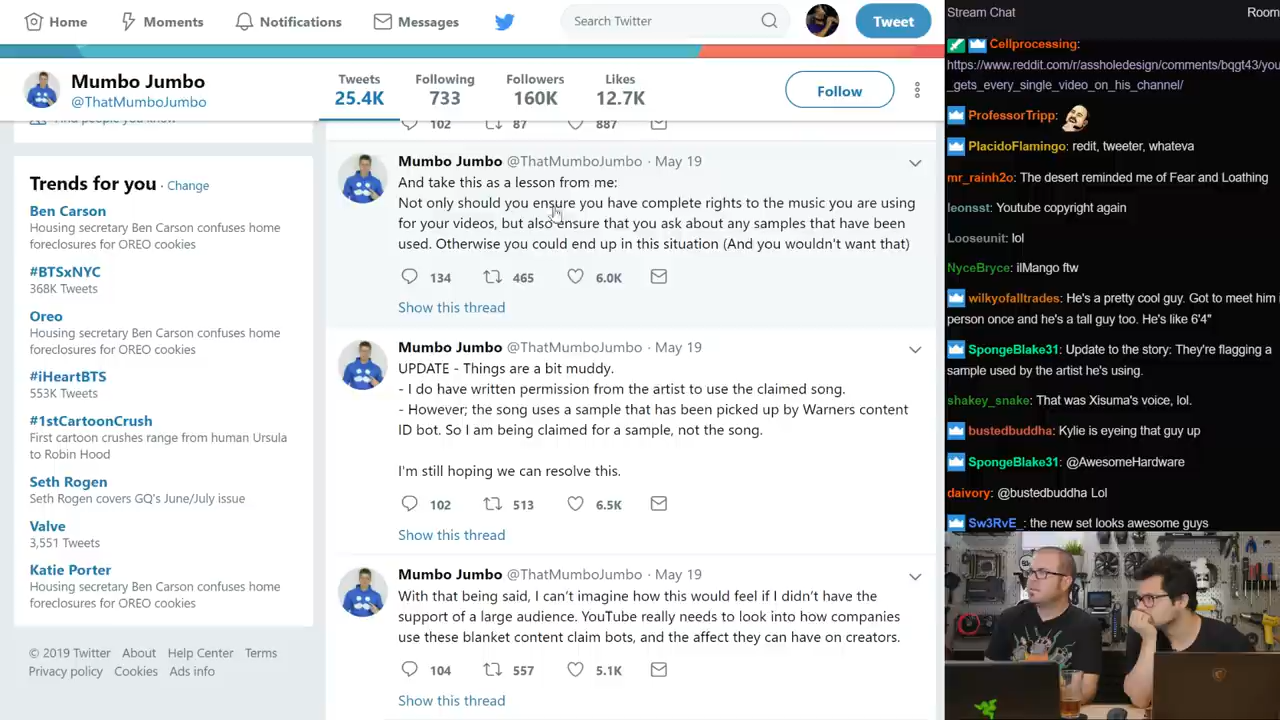 Home
Moments
Notifications
Messages
Search Twitter
Tweet
Mumbo Jumbo
@ThatMumboJumbo
Tweets
25.4K
Following
733
Followers
160K
Likes
12.7K
Follow
102
87
887
Trends for you · Change
Ben Carson
Housing secretary Ben Carson confuses home
foreclosures for OREO cookies
#BTSxNYC
368K Tweets
Oreo
Housing secretary Ben Carson confuses home
foreclosures for OREO cookies
#iHeartBTS
553K Tweets
#1stCartoonCrush
First cartoon crushes range from human Ursula
to Robin Hood
Seth Rogen
Seth Rogen covers GQ's June/July issue
Valve
3,551 Tweets
Katie Porter
Housing secretary Ben Carson confuses home
foreclosures for OREO cookies
© 2019 Twitter About Help Center Terms
Privacy policy Cookies Ads info
Mumbo Jumbo @ThatMumboJumbo · May 19
And take this as a lesson from me:
Not only should you ensure you have complete rights to the music you are using
for your videos, but also ensure that you ask about any samples that have been
used. Otherwise you could end up in this situation (And you wouldn't want that)
134
465
6.0K
Show this thread
Mumbo Jumbo @ThatMumboJumbo · May 19
UPDATE - Things are a bit muddy.
- I do have written permission from the artist to use the claimed song.
- However; the song uses a sample that has been picked up by Warners content
ID bot. So I am being claimed for a sample, not the song.
I'm still hoping we can resolve this.
102
513
6.5K
Show this thread
Mumbo Jumbo @ThatMumboJumbo · May 19
With that being said, I can't imagine how this would feel if I didn't have the
support of a large audience. YouTube really needs to look into how companies
use these blanket content claim bots, and the affect they can have on creators.
104
557
5.1K
Show this thread
Stream Chat
Room
Cellprocessing:
https://www.reddit.com/r/assholedesign/comments/bqgt43/you
_gets_every_single_video_on_his_channel/
ProfessorTripp:
PlacidoFlamingo: redit, tweeter, whateva
mr_rainh2o: The desert reminded me of Fear and Loathing
leonsst: Youtube copyright again
Looseunit: lol
NyceBryce: ilMango ftw
wilkyofalltrades: He's a pretty cool guy. Got to meet him i
person once and he's a tall guy too. He's like 6'4"
SpongeBlake31: Update to the story: They're flagging a
sample used by the artist he's using.
shakey_snake: That was Xisuma's voice, lol.
bustedbuddha: Kylie is eyeing that guy up
SpongeBlake31: @AwesomeHardware
daivory: @bustedbuddha Lol
Sw3RvE_: the new set looks awesome guys